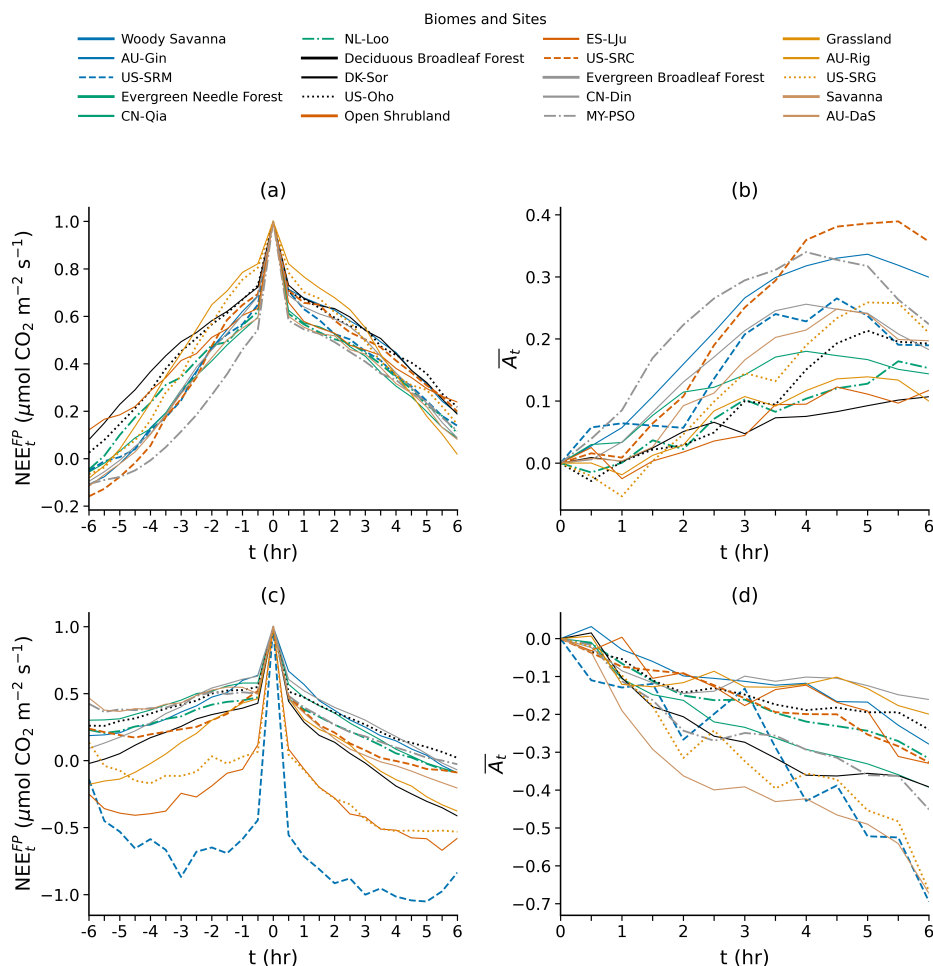 Biomes and Sites
Woody Savanna
AU-Gin
US-SRM
Evergreen Needle Forest
CN-Qia
NL-Loo
Deciduous Broadleaf Forest
DK-Sor
US-Oho
Open Shrubland
ES-LJu
US-SRC
Evergreen Broadleaf Forest
CN-Din
MY-PSO
Grassland
AU-Rig
US-SRG
Savanna
AU-DaS
(a)
NEE_t^{FP} (μmol CO₂ m⁻² s⁻¹)
1.0
0.8
0.6
0.4
0.2
0.0
−0.2
-6 -5 -4 -3 -2 -1 0 1 2 3 4 5 6
t (hr)
(b)
A̅_t
0.4
0.3
0.2
0.1
0.0
0 1 2 3 4 5 6
t (hr)
(c)
NEE_t^{FP} (μmol CO₂ m⁻² s⁻¹)
1.0
0.5
0.0
−0.5
−1.0
-6 -5 -4 -3 -2 -1 0 1 2 3 4 5 6
t (hr)
(d)
A̅_t
0.0
−0.1
−0.2
−0.3
−0.4
−0.5
−0.6
−0.7
0 1 2 3 4 5 6
t (hr)